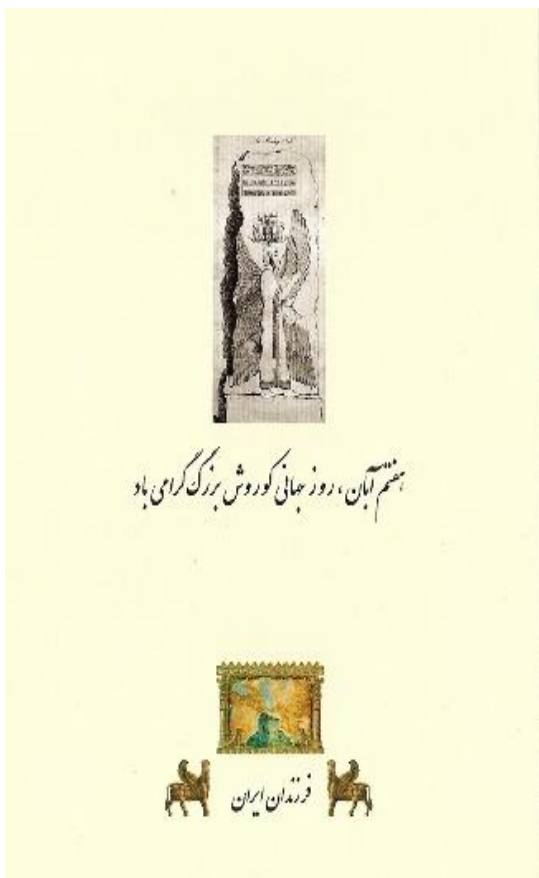 هفتم آبان، روز جهانی کوروش بزرگ گرامی باد
فرزندان ایران